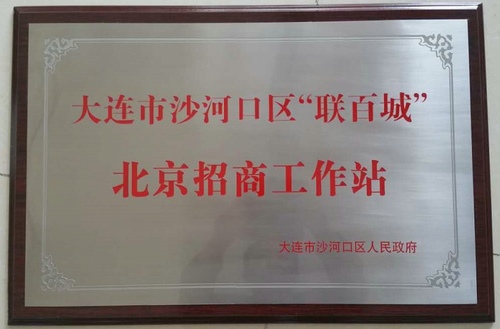 大连市沙河口区“联百城”
北京招商工作站
大连市沙河口区人民政府